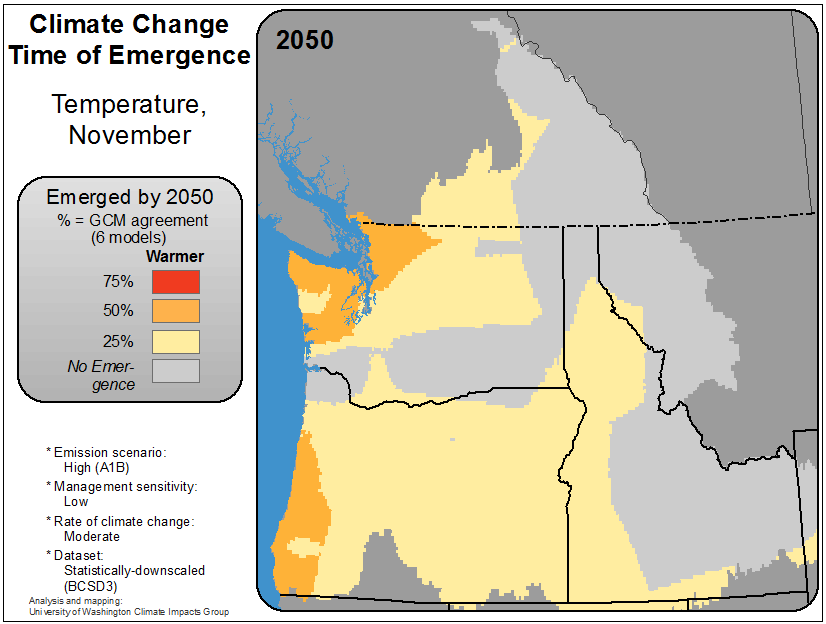 Climate Change
Time of Emergence
Temperature,
November
Emerged by 2050
% = GCM agreement
(6 models)
Warmer
75%
50%
25%
No Emer-
gence
* Emission scenario:
High (A1B)
* Management sensitivity:
Low
* Rate of climate change:
Moderate
* Dataset:
Statistically-downscaled
(BCSD3)
Analysis and mapping:
University of Washington Climate Impacts Group
2050